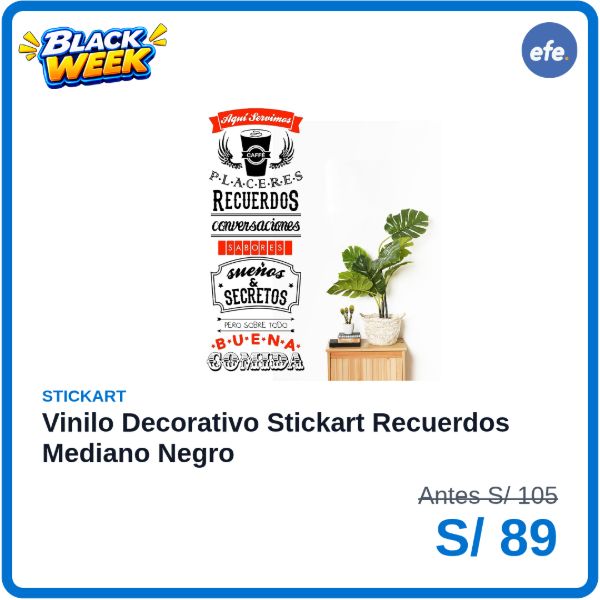 BLACK
WEEK
efe.
Aquí Servimos
CAFFÉ
P·L·A·C·E·R·E·S
RECUERDOS
conversaciones
SABORES
sueños
&
SECRETOS
PERO SOBRE TODO
B·U·E·N·A
COMIDA
STICKART
Vinilo Decorativo Stickart Recuerdos
Mediano Negro
Antes S/ 105
S/ 89